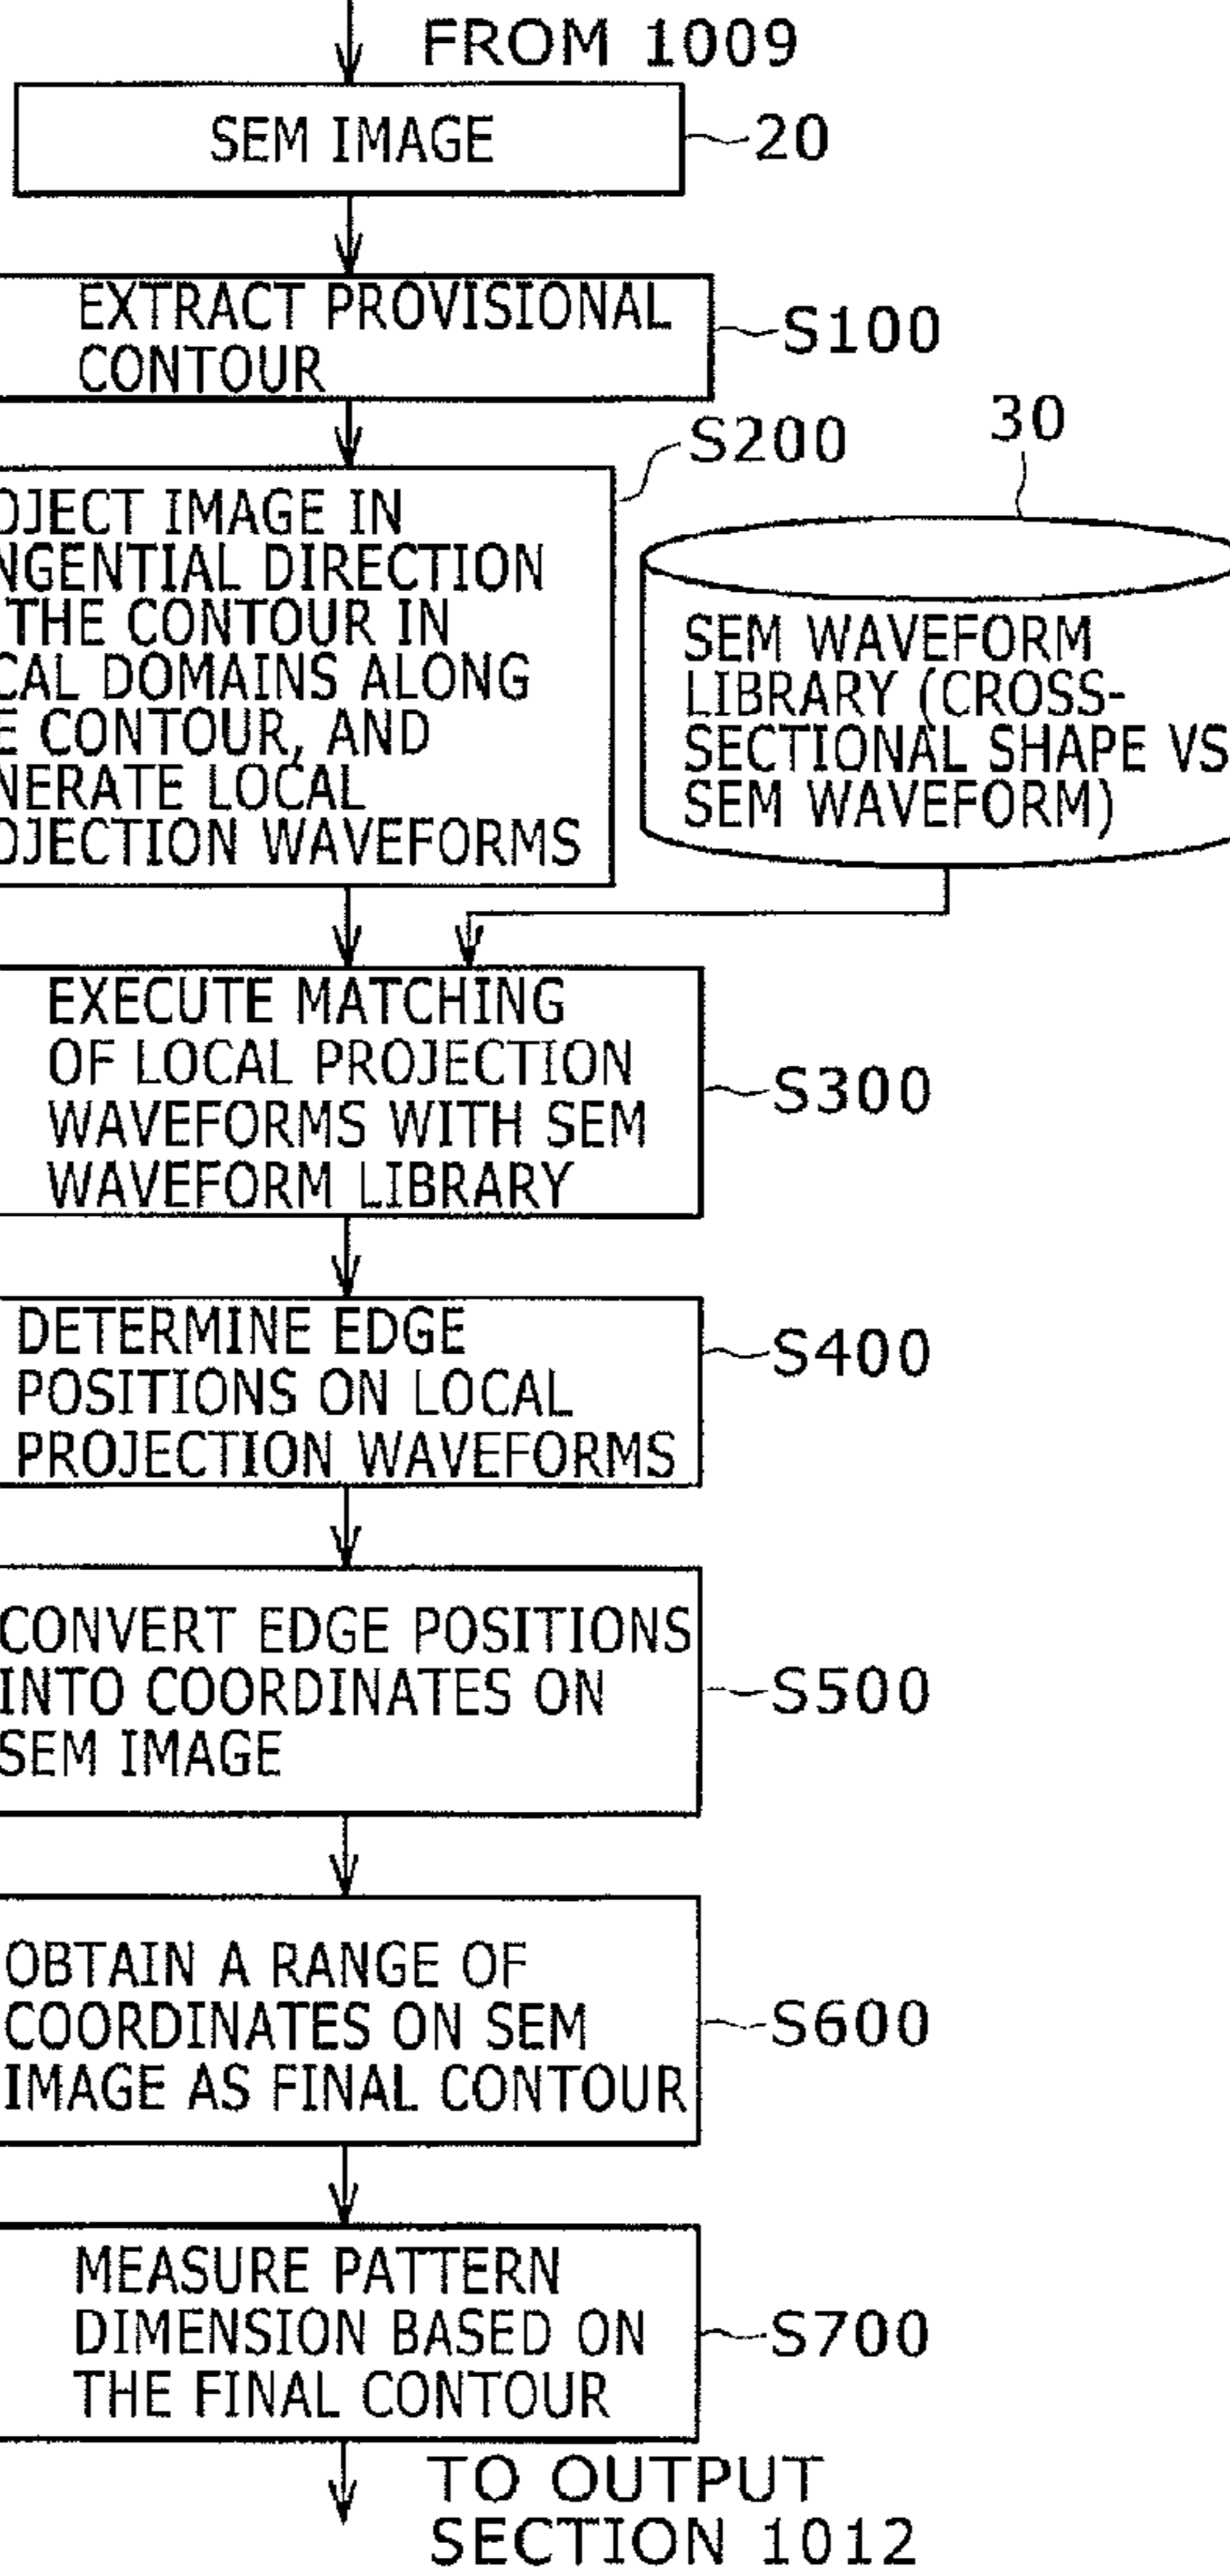 FROM 1009
SEM IMAGE
20
EXTRACT PROVISIONAL
CONTOUR
S100
S200
OJECT IMAGE IN
NGENTIAL DIRECTION
THE CONTOUR IN
CAL DOMAINS ALONG
E CONTOUR, AND
NERATE LOCAL
OJECTION WAVEFORMS
30
SEM WAVEFORM
LIBRARY (CROSS-
SECTIONAL SHAPE VS
SEM WAVEFORM)
EXECUTE MATCHING
OF LOCAL PROJECTION
WAVEFORMS WITH SEM
WAVEFORM LIBRARY
S300
DETERMINE EDGE
POSITIONS ON LOCAL
PROJECTION WAVEFORMS
S400
CONVERT EDGE POSITIONS
INTO COORDINATES ON
SEM IMAGE
S500
OBTAIN A RANGE OF
COORDINATES ON SEM
IMAGE AS FINAL CONTOUR
S600
MEASURE PATTERN
DIMENSION BASED ON
THE FINAL CONTOUR
S700
TO OUTPUT
SECTION 1012